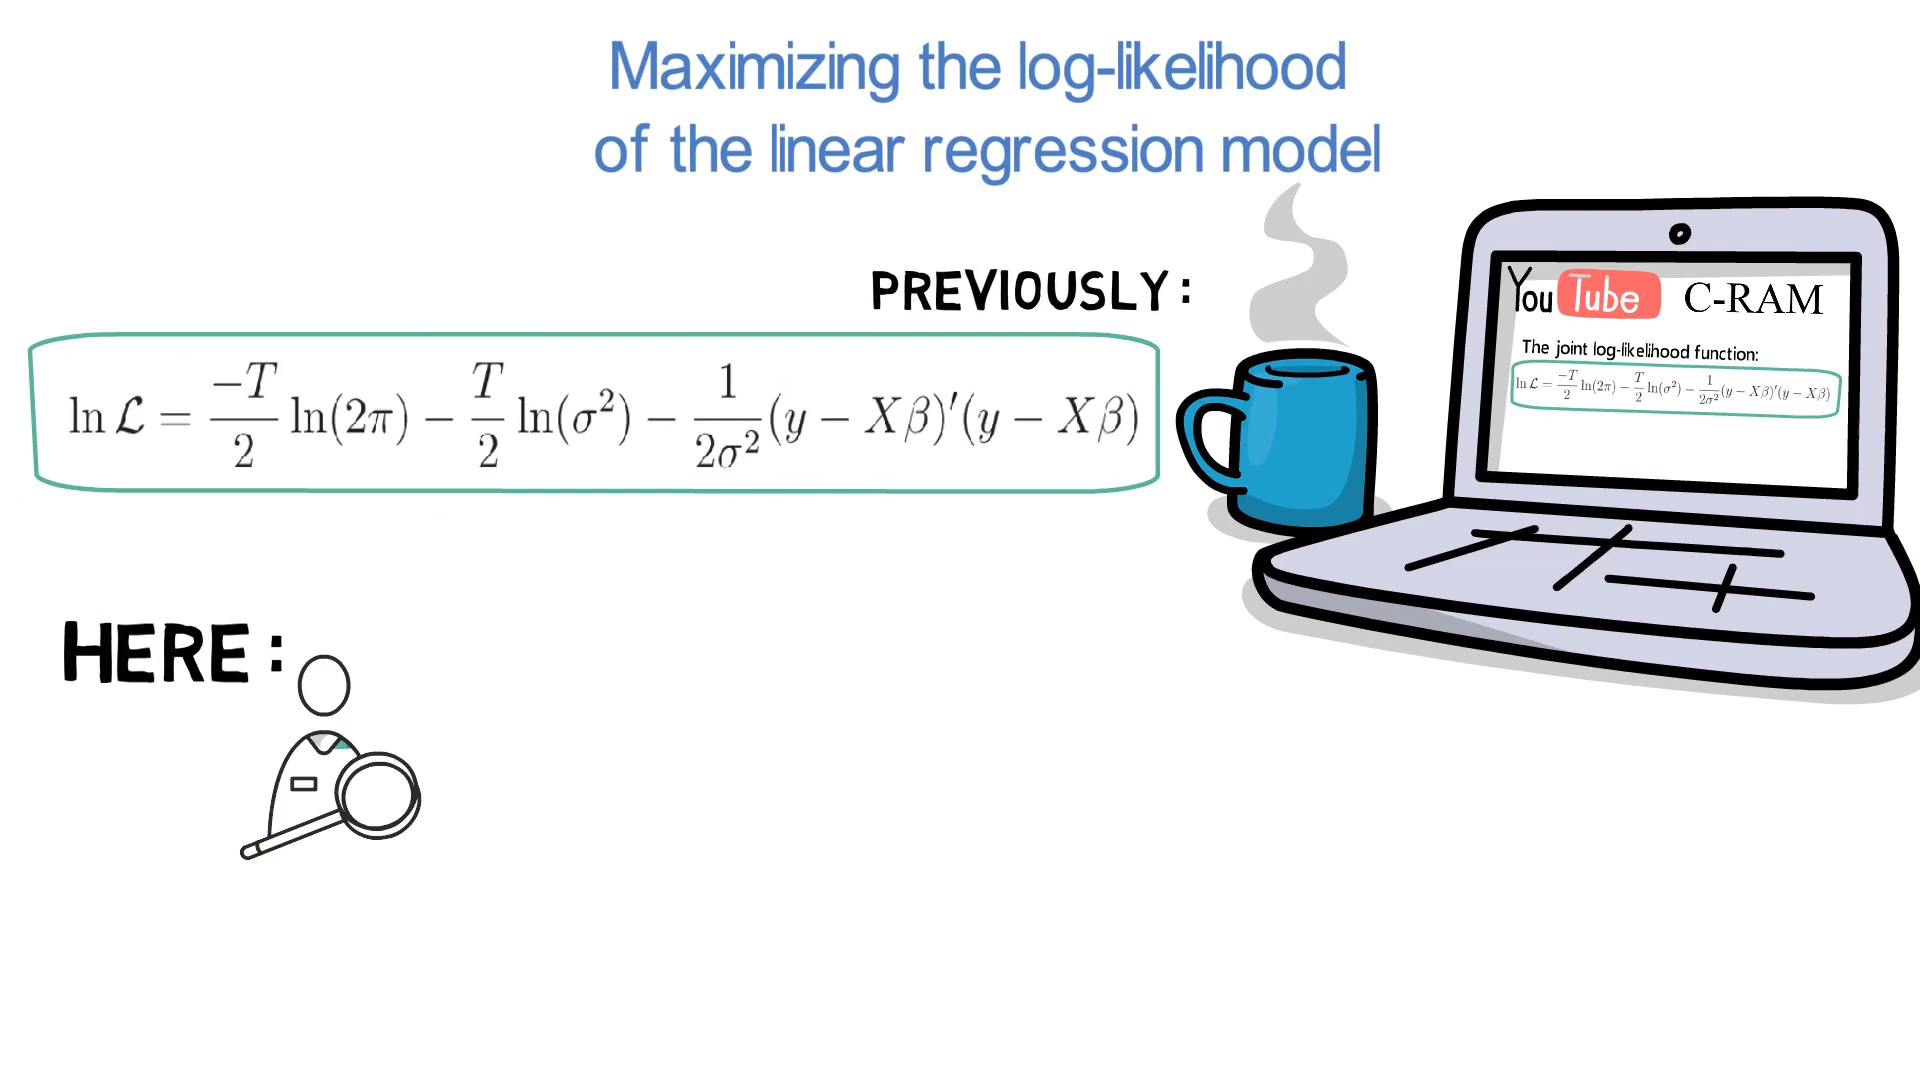 Maximizing the log-likelihood
of the linear regression model
PREVIOUSLY:
ln ℒ = −T/2 ln(2π) − T/2 ln(σ²) − 1/2σ² (y − Xβ)′(y − Xβ)
YouTube C-RAM
The joint log-likelihood function:
ln ℒ = −T/2 ln(2π) − T/2 ln(σ²) − 1/2σ² (y − Xβ)′(y − Xβ)
HERE: